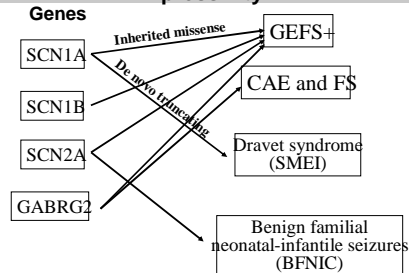 Genes
SCN1A
SCN1B
SCN2A
GABRG2
Inherited missense
De novo truncating
GEFS+
CAE and FS
Dravet syndrome
(SMEI)
Benign familial
neonatal-infantile seizures
(BFNIC)